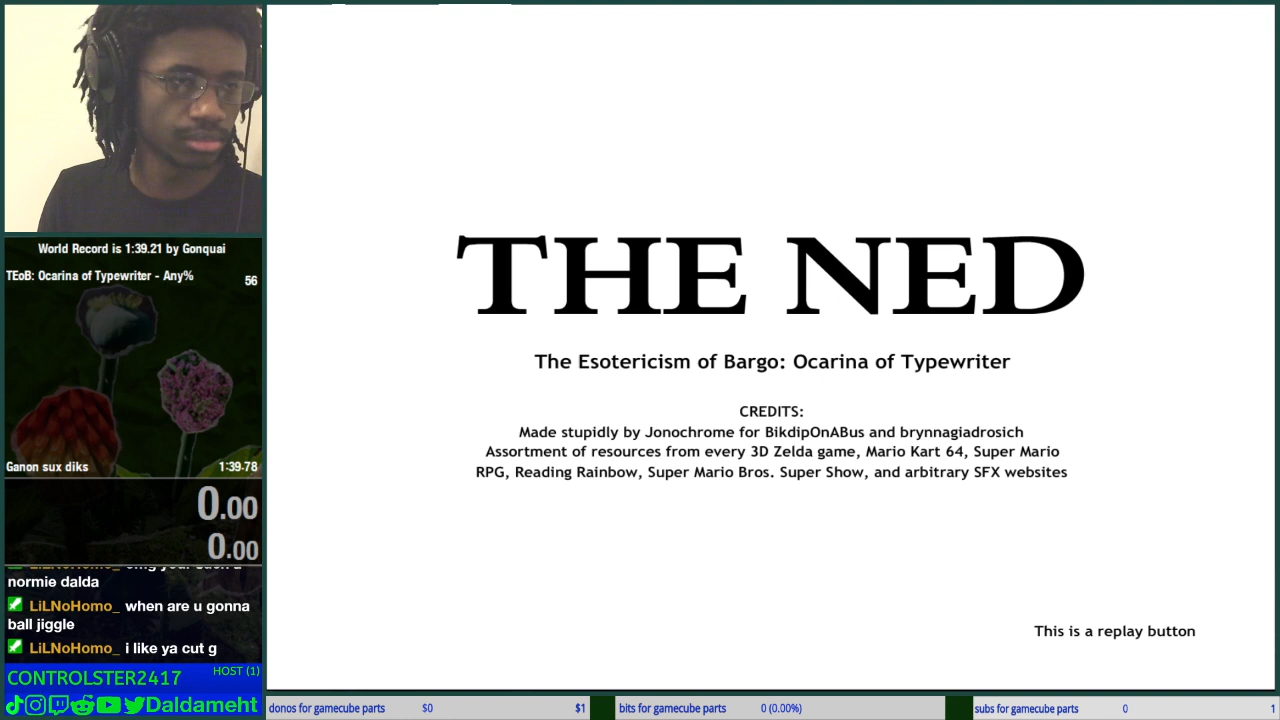 World Record is 1:39.21 by Gonquai
TEoB: Ocarina of Typewriter - Any%
56
Ganon sux diks 1:39.78
0.00
0.00
normie dalda
LiLNoHomo_ when are u gonna
ball jiggle
LiLNoHomo_ i like ya cut g
CONTROLSTER2417 HOST (1)
Daldameht
THE NED
The Esotericism of Bargo: Ocarina of Typewriter
CREDITS:
Made stupidly by Jonochrome for BikdipOnABus and brynnagiadrosich
Assortment of resources from every 3D Zelda game, Mario Kart 64, Super Mario
RPG, Reading Rainbow, Super Mario Bros. Super Show, and arbitrary SFX websites
This is a replay button
donos for gamecube parts $0 $1
bits for gamecube parts 0 (0.00%)
subs for gamecube parts 0 1